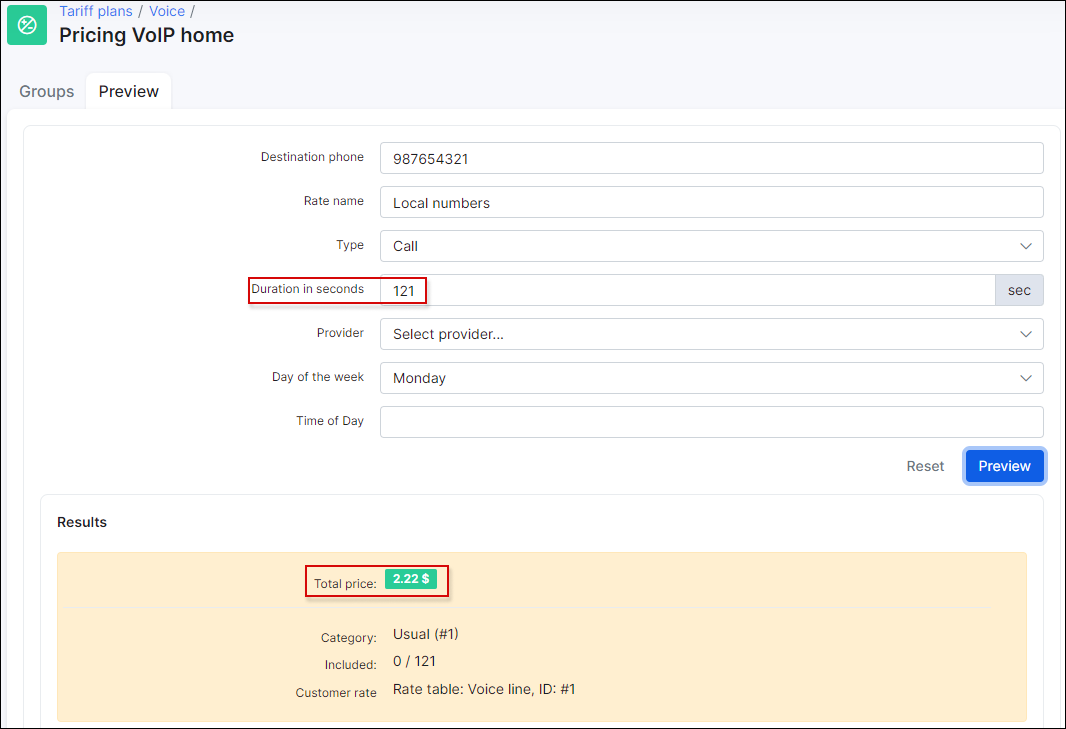 Tariff plans / Voice /
Pricing VoIP home
Groups Preview
Destination phone 987654321
Rate name Local numbers
Type Call
Duration in seconds 121 sec
Provider Select provider...
Day of the week Monday
Time of Day
Reset Preview
Results
Total price: 2.22 $
Category: Usual (#1)
Included: 0 / 121
Customer rate Rate table: Voice line, ID: #1